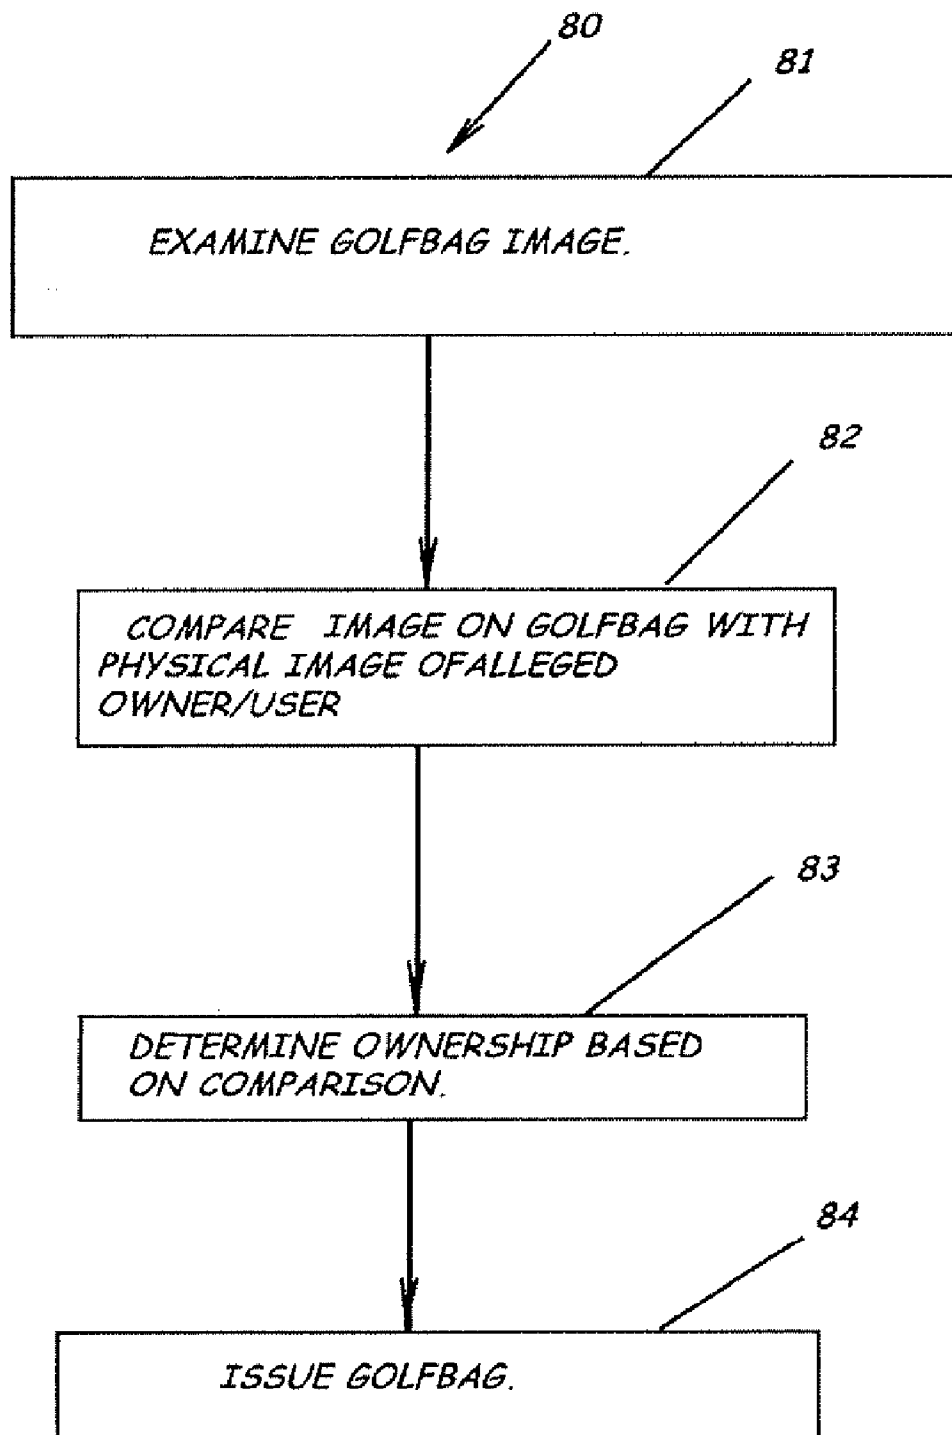 80
81
EXAMINE GOLFBAG IMAGE.
82
COMPARE IMAGE ON GOLFBAG WITH
PHYSICAL IMAGE OFALLEGED
OWNER/USER
83
DETERMINE OWNERSHIP BASED
ON COMPARISON.
84
ISSUE GOLFBAG.